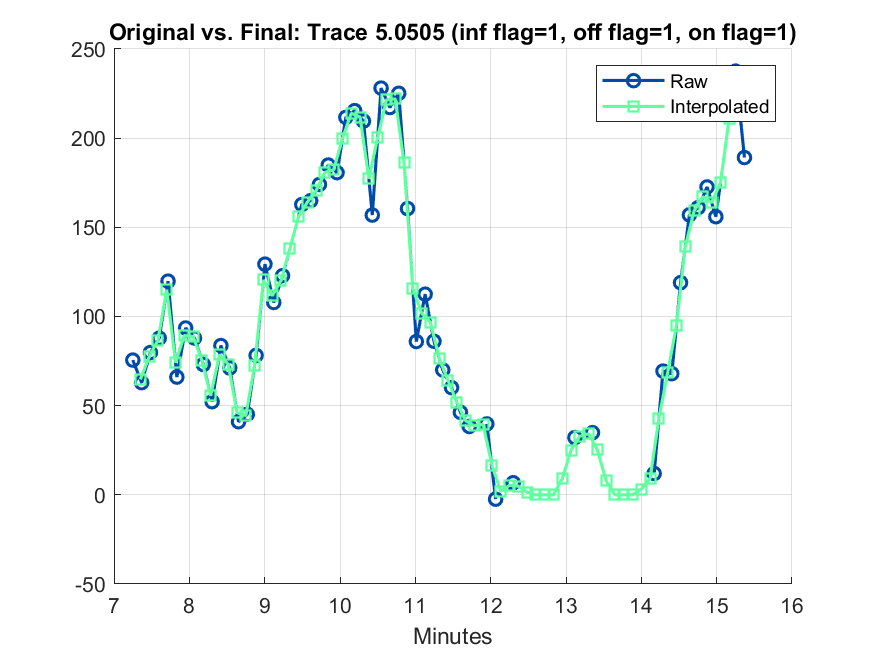 Original vs. Final: Trace 5.0505 (inf flag=1, off flag=1, on flag=1)
250
200
150
100
50
0
-50
7 8 9 10 11 12 13 14 15 16
Minutes
Raw
Interpolated